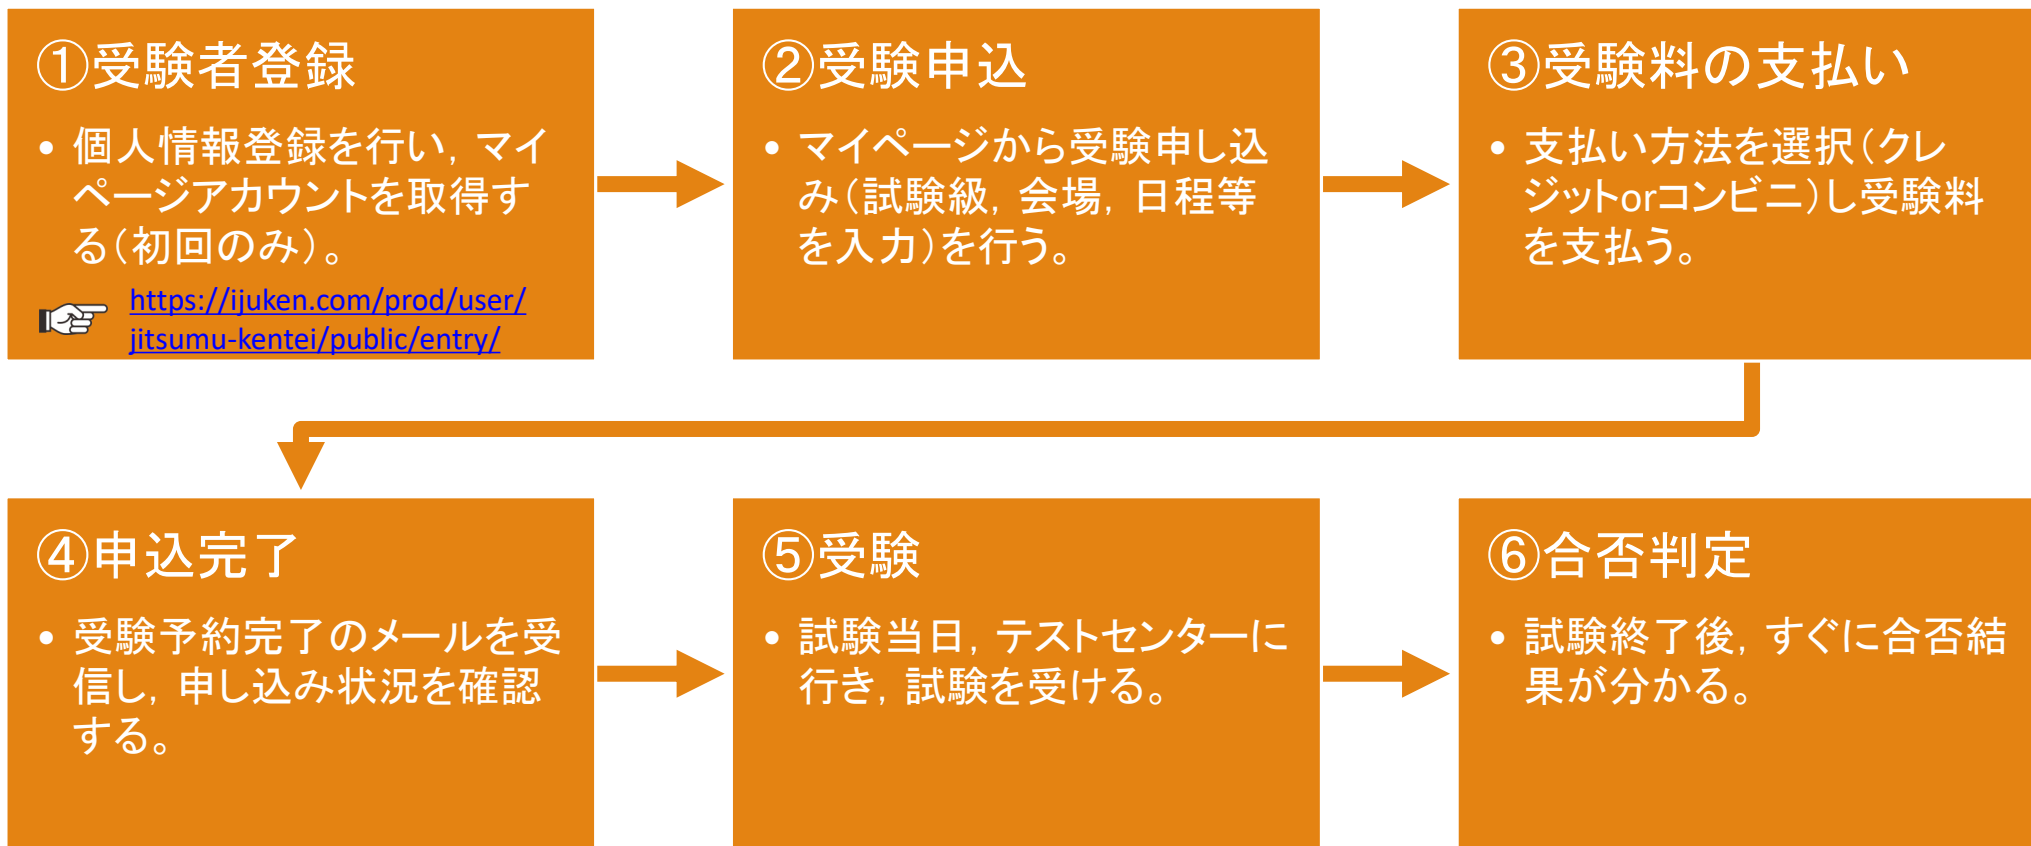 ①受験者登録
• 個人情報登録を行い，マイ
ページアカウントを取得す
る（初回のみ）。
https://ijuken.com/prod/user/
jitsumu-kentei/public/entry/
②受験申込
• マイページから受験申し込
み（試験級，会場，日程等
を入力）を行う。
③受験料の支払い
• 支払い方法を選択（クレ
ジットorコンビニ）し受験料
を支払う。
④申込完了
• 受験予約完了のメールを受
信し，申し込み状況を確認
する。
⑤受験
• 試験当日，テストセンターに
行き，試験を受ける。
⑥合否判定
• 試験終了後，すぐに合否結
果が分かる。